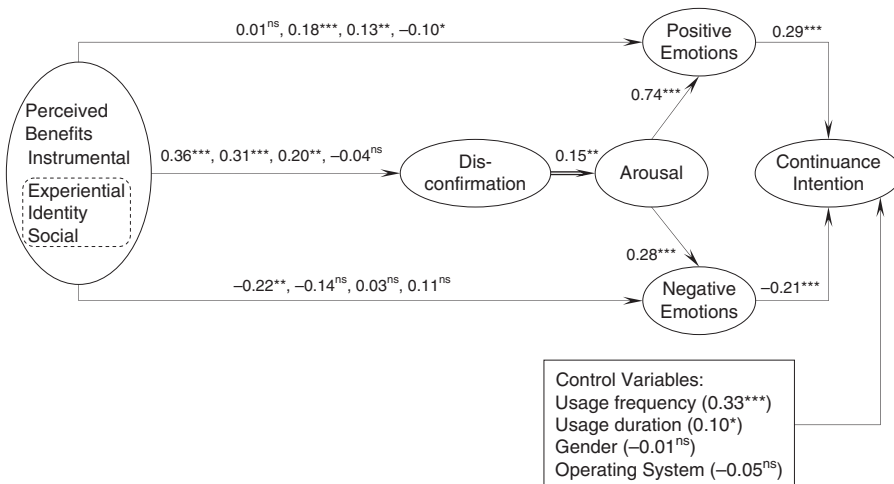 0.01ns, 0.18***, 0.13**, −0.10*
Positive
Emotions
0.29***
0.74***
Perceived
Benefits
Instrumental
Experiential
Identity
Social
0.36***, 0.31***, 0.20**, −0.04ns
Dis-
confirmation
0.15**
Arousal
Continuance
Intention
0.28***
−0.22**, −0.14ns, 0.03ns, 0.11ns
Negative
Emotions
−0.21***
Control Variables:
Usage frequency (0.33***)
Usage duration (0.10*)
Gender (−0.01ns)
Operating System (−0.05ns)